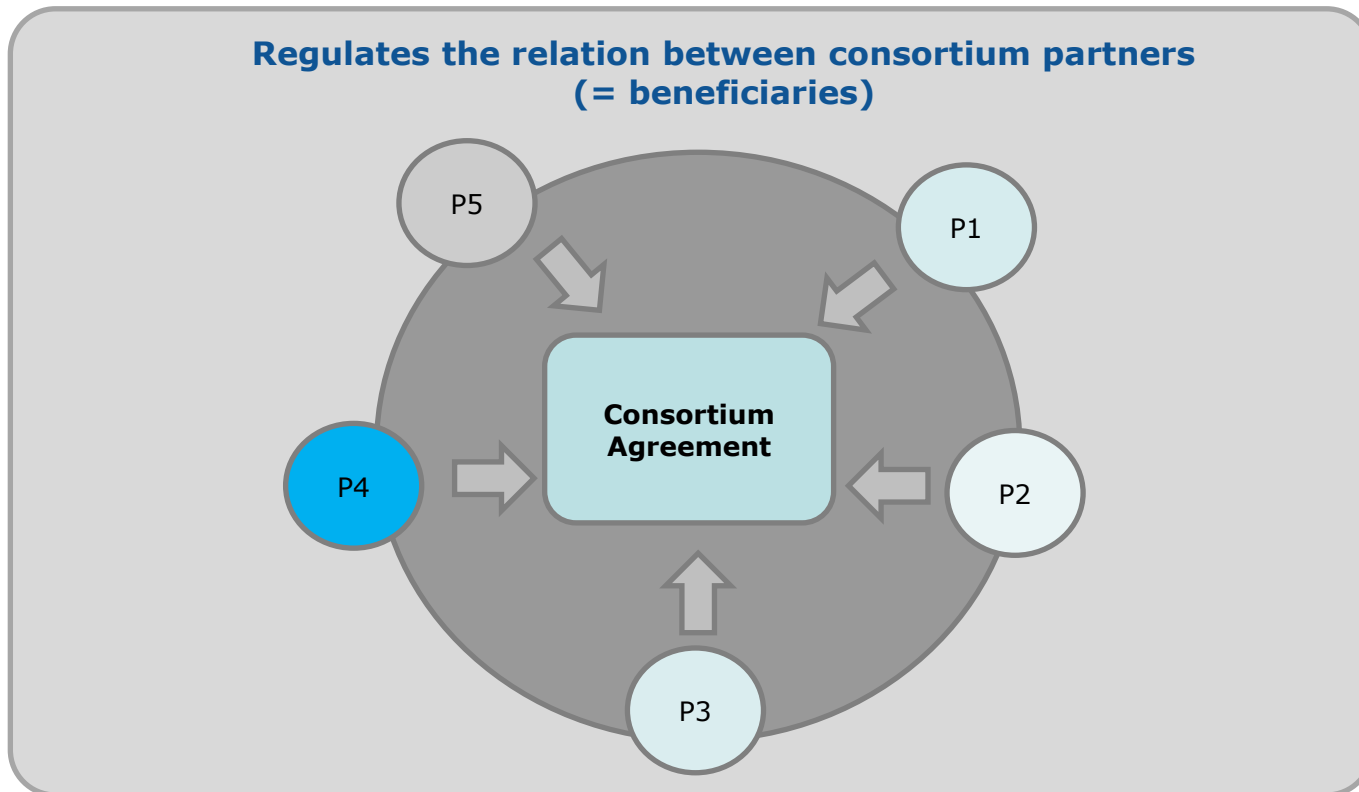 Regulates the relation between consortium partners
(= beneficiaries)
P5
P1
Consortium
Agreement
P4
P2
P3